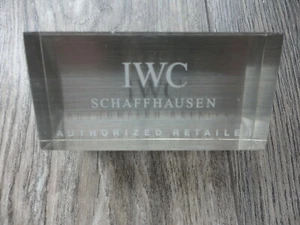 IWC
SCHAFFHAUSEN
AUTHORIZED RETAILER